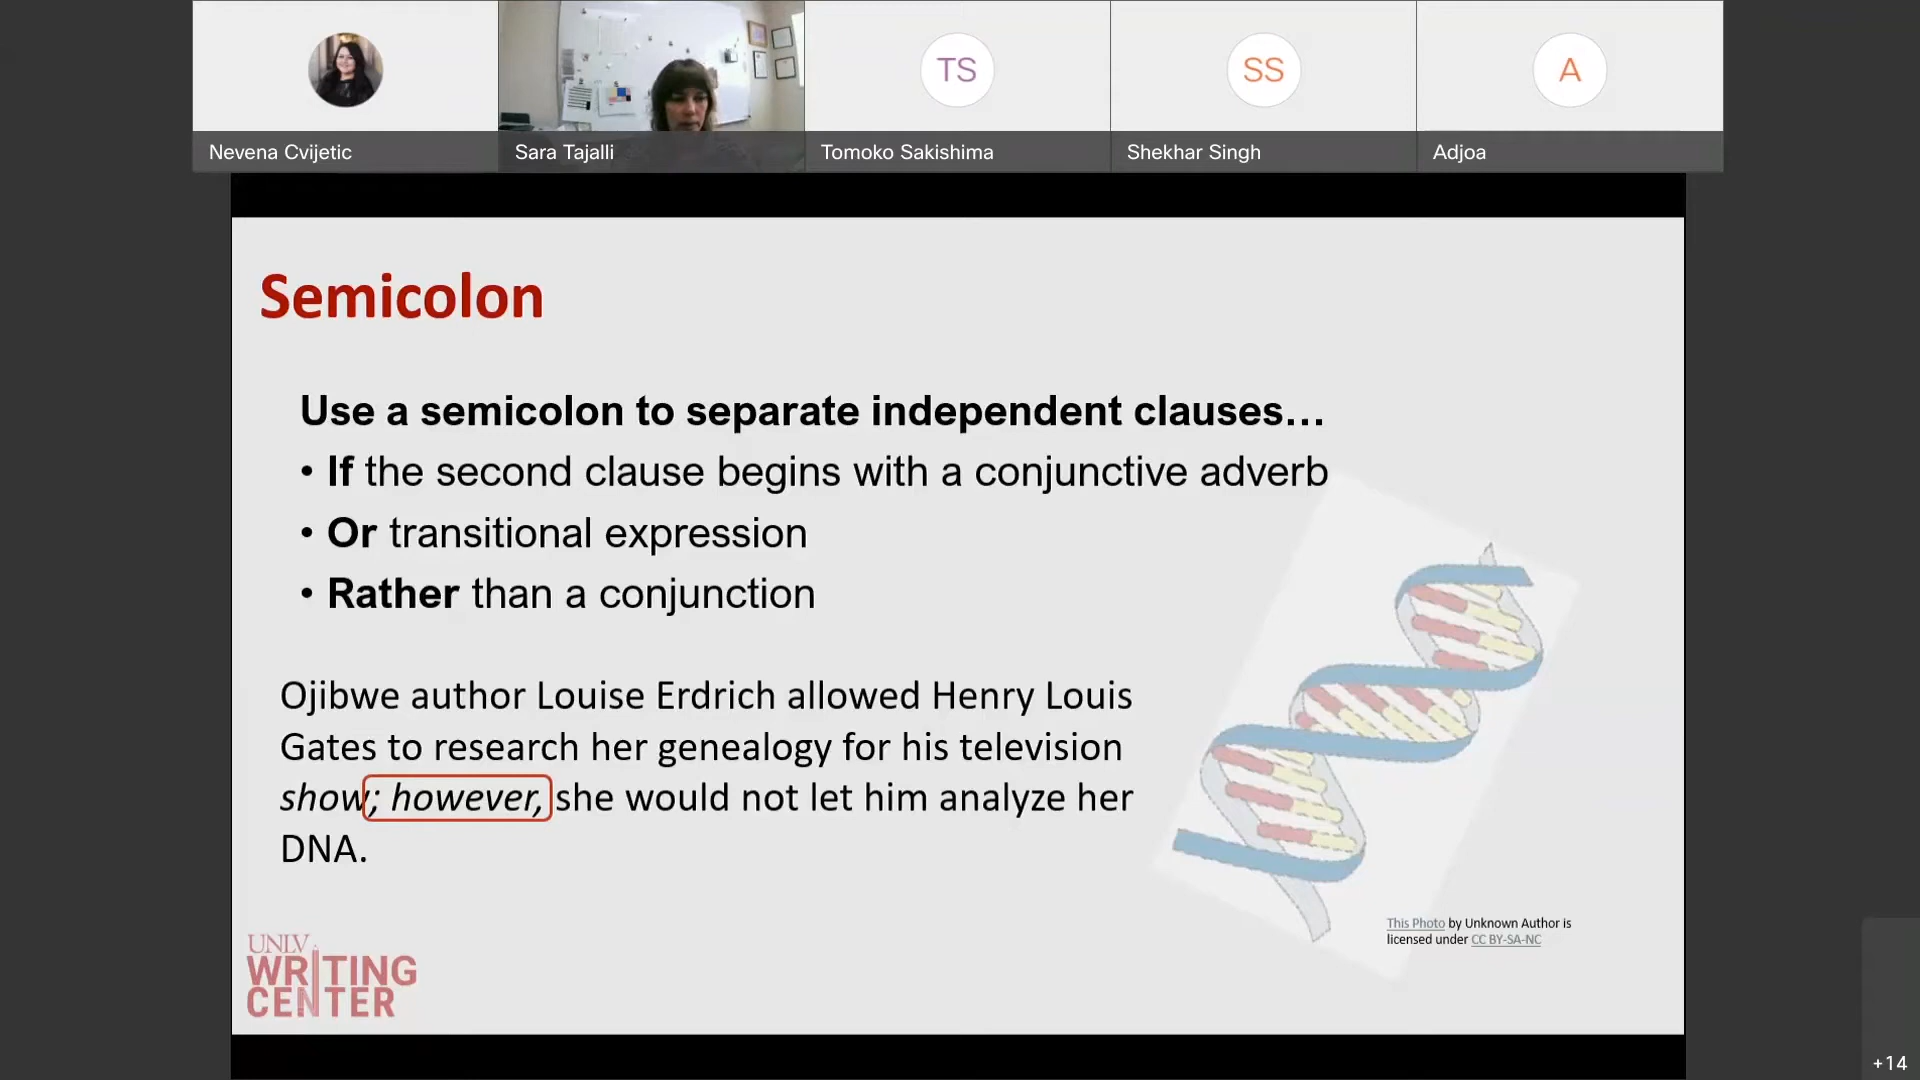 TS
SS
A
Nevena Cvijetic
Sara Tajalli
Tomoko Sakishima
Shekhar Singh
Adjoa
Semicolon
Use a semicolon to separate independent clauses...
• If the second clause begins with a conjunctive adverb
• Or transitional expression
• Rather than a conjunction
Ojibwe author Louise Erdrich allowed Henry Louis
Gates to research her genealogy for his television
show; however, she would not let him analyze her
DNA.
This Photo by Unknown Author is
licensed under CC BY-SA-NC
UNLV
WRITING
CENTER
+14